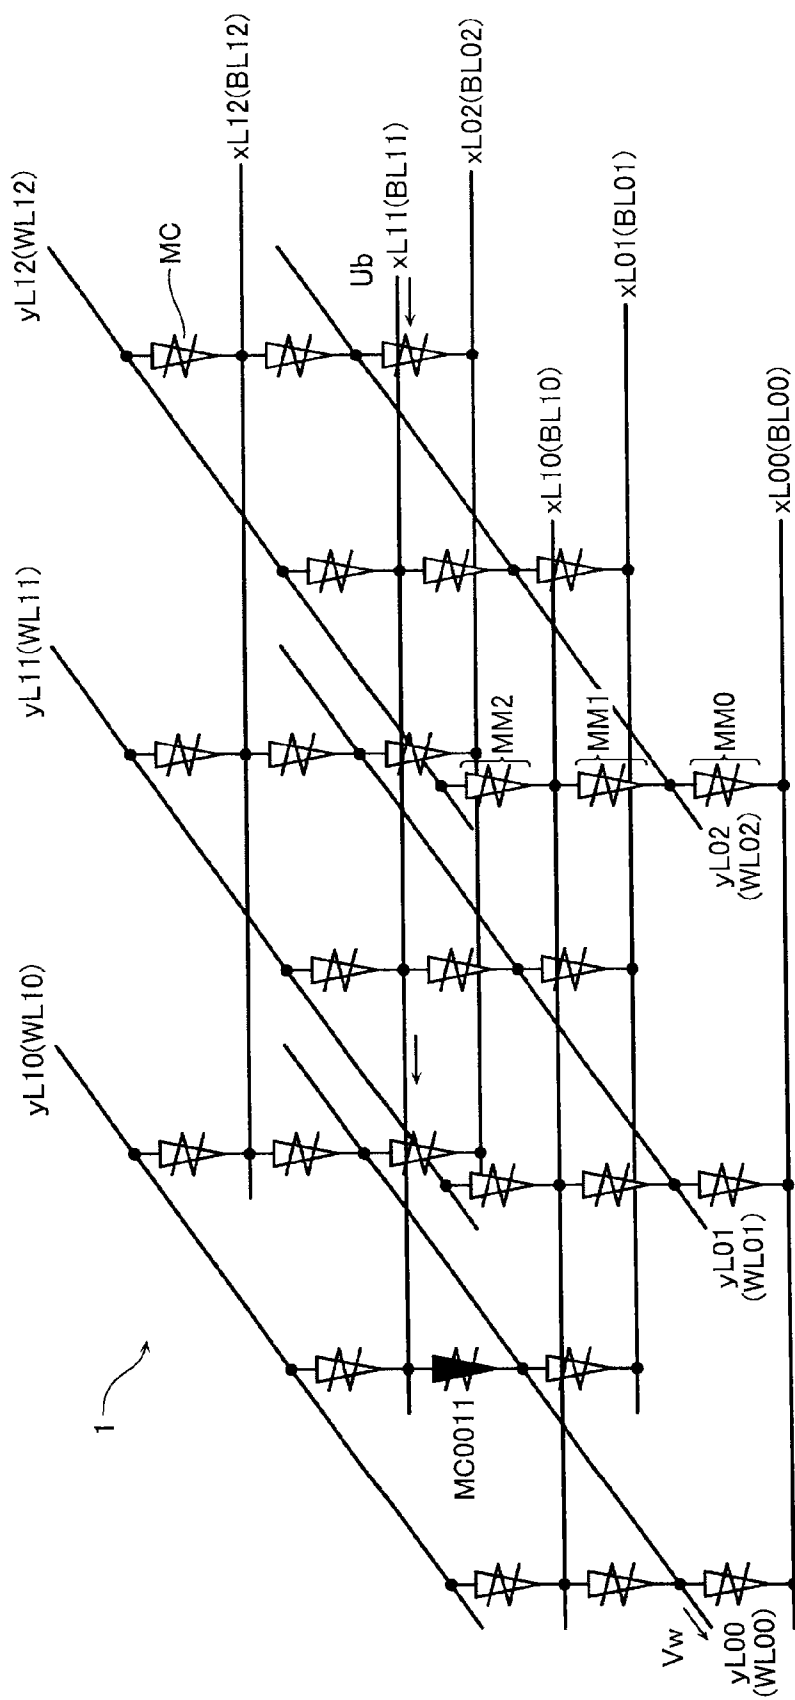 yL12(WL12)
xL12(BL12)
MC
Ub
xL11(BL11)
xL02(BL02)
xL01(BL01)
xL10(BL10)
xL00(BL00)
yL11(WL11)
MM2
MM1
MM0
yL02
(WL02)
yL10(WL10)
yL01
(WL01)
1
MC0011
Vw
yL00
(WL00)